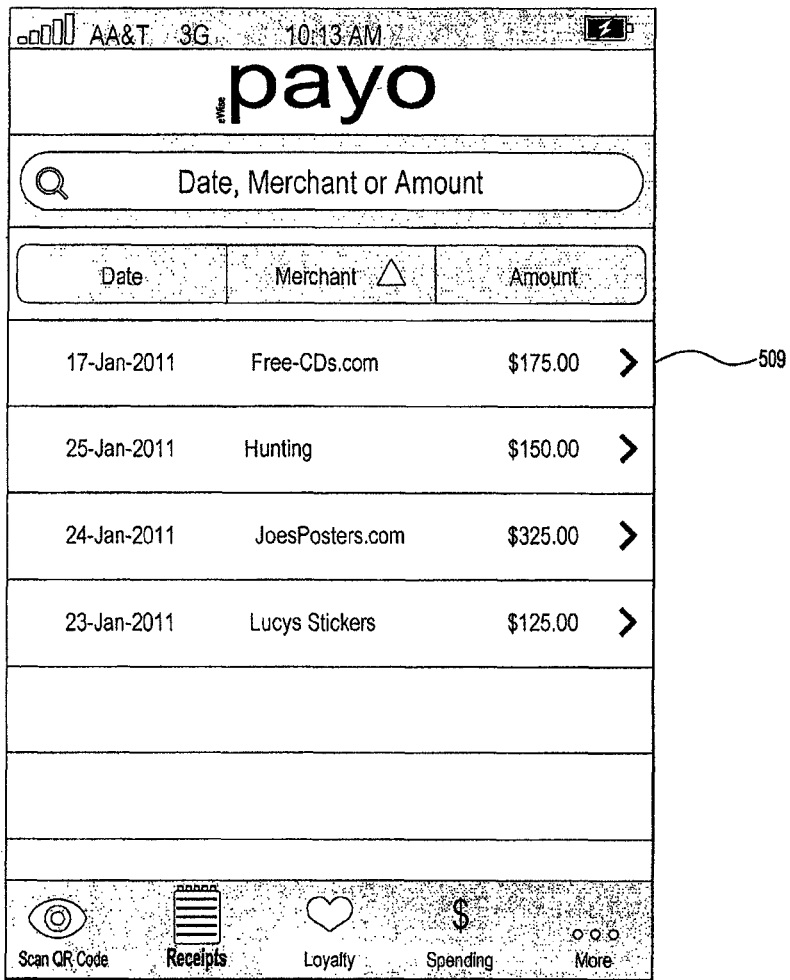 AA&T 3G 10:13 AM
eWise payo
Date, Merchant or Amount
Date Merchant Amount
17-Jan-2011 Free-CDs.com $175.00
509
25-Jan-2011 Hunting $150.00
24-Jan-2011 JoesPosters.com $325.00
23-Jan-2011 Lucys Stickers $125.00
$
Scan QR Code Receipts Loyalty Spending More